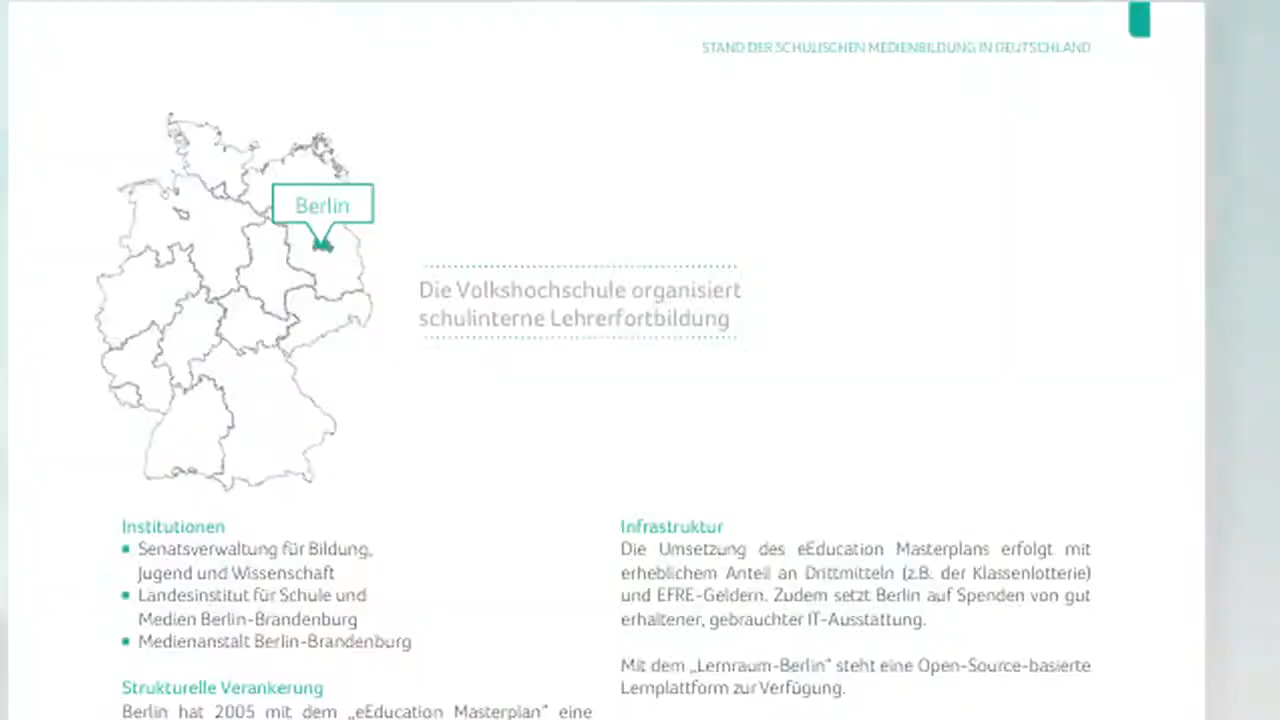 STAND DER SCHULISCHEN MEDIENBILDUNG IN DEUTSCHLAND
Berlin
Die Volkshochschule organisiert
schulinterne Lehrerfortbildung
Institutionen
Senatsverwaltung für Bildung,
Jugend und Wissenschaft
Landesinstitut für Schule und
Medien Berlin-Brandenburg
Medienanstalt Berlin-Brandenburg
Strukturelle Verankerung
Berlin hat 2005 mit dem „eEducation Masterplan“ eine
Infrastruktur
Die Umsetzung des eEducation Masterplans erfolgt mit
erheblichem Anteil an Drittmitteln (z.B. der Klassenlotterie)
und EFRE-Geldern. Zudem setzt Berlin auf Spenden von gut
erhaltener, gebrauchter IT-Ausstattung.
Mit dem „Lernraum-Berlin“ steht eine Open-Source-basierte
Lernplattform zur Verfügung.